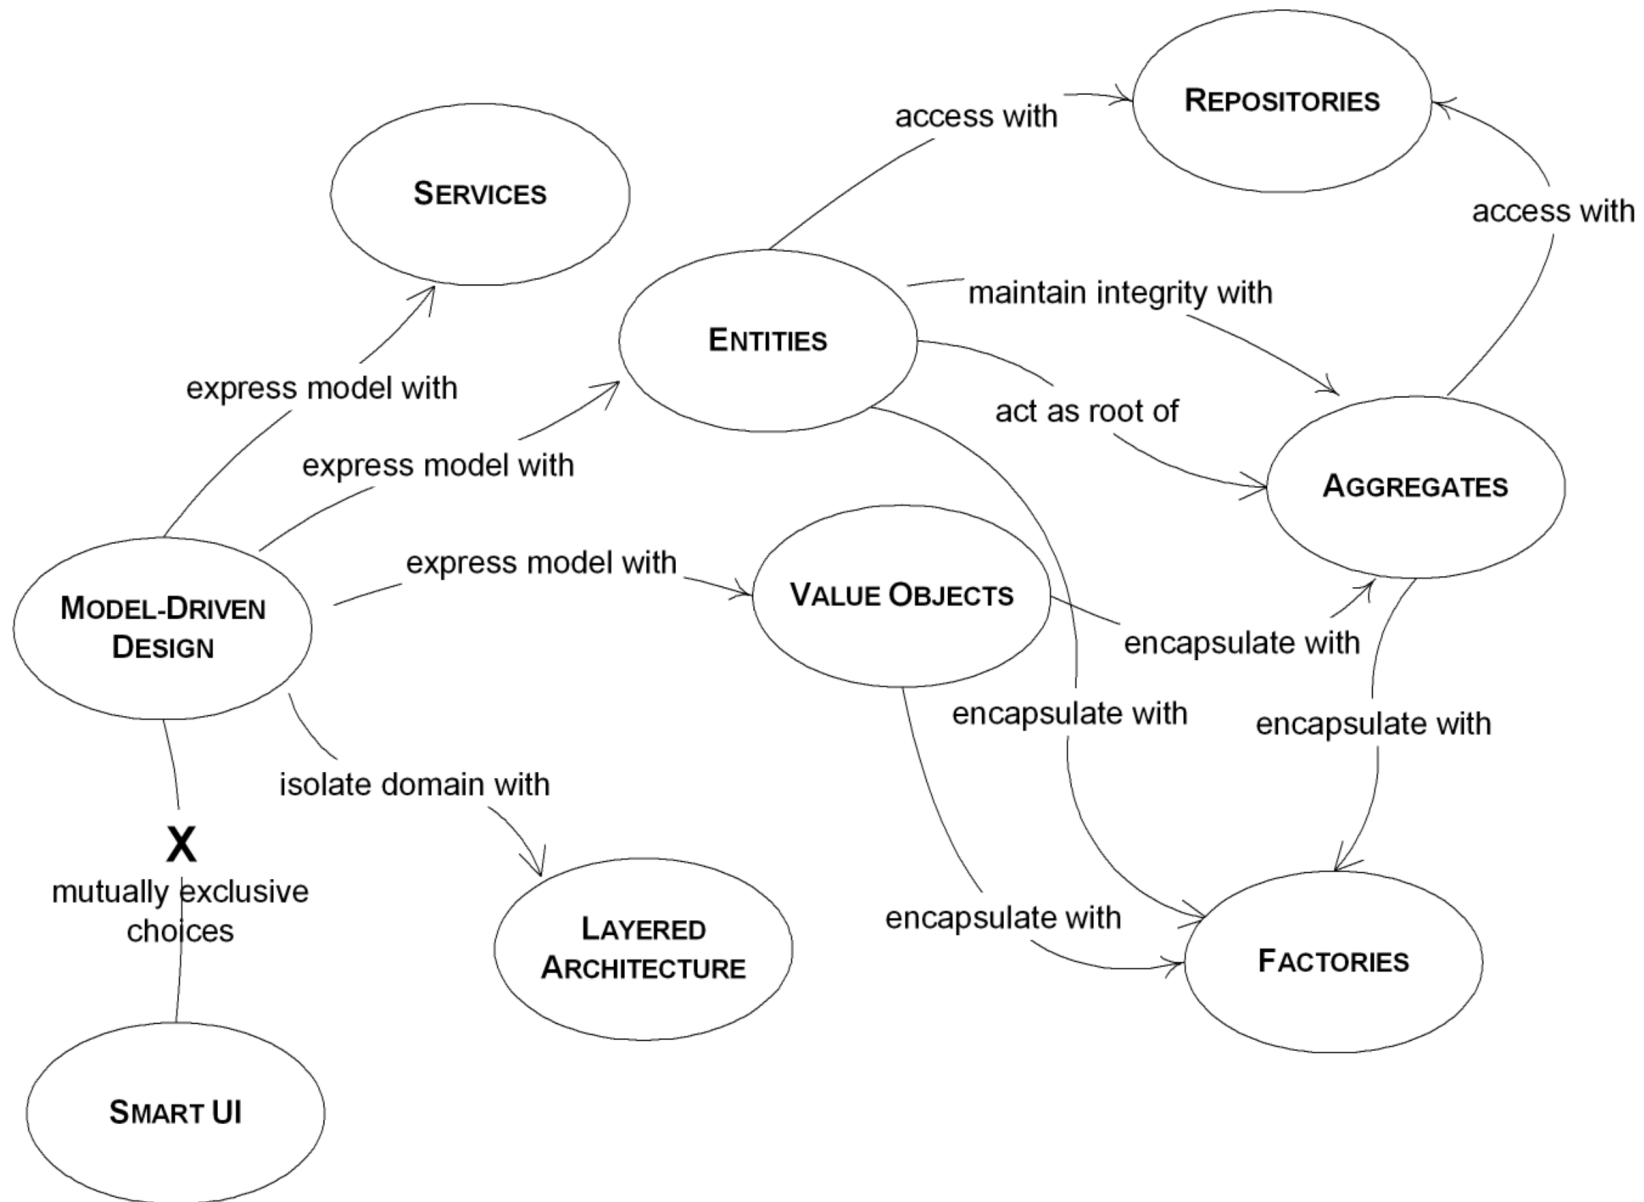 REPOSITORIES
access with
SERVICES
access with
maintain integrity with
ENTITIES
express model with
act as root of
express model with
AGGREGATES
express model with
VALUE OBJECTS
MODEL-DRIVEN
DESIGN
encapsulate with
encapsulate with
encapsulate with
isolate domain with
X
mutually exclusive
choices
encapsulate with
LAYERED
ARCHITECTURE
FACTORIES
SMART UI